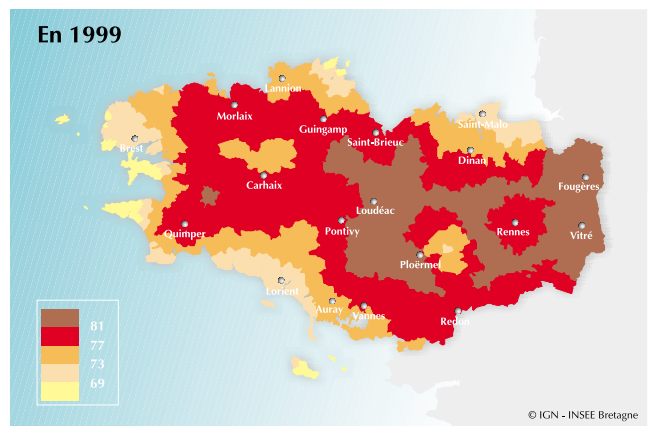 En 1999
Lannion
Morlaix
Guingamp
Saint-Malo
Brest
Saint-Brieuc
Dinan
Carhaix
Fougères
Loudéac
Quimper
Pontivy
Rennes
Vitré
Ploërmel
Lorient
Auray
Vannes
Redon
81
77
73
69
© IGN - INSEE Bretagne